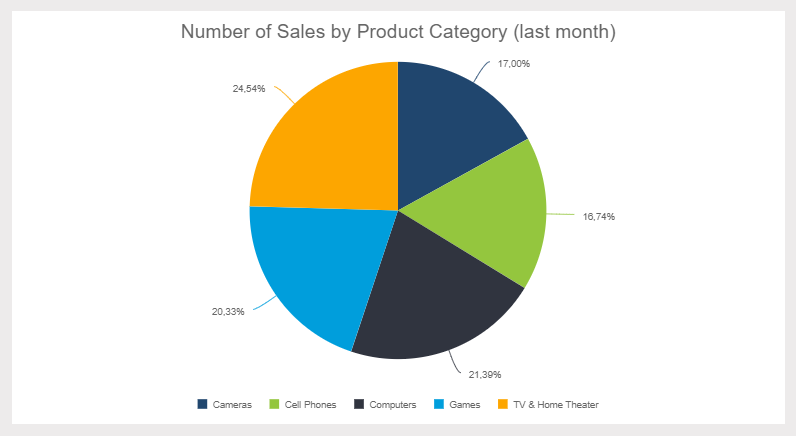 Number of Sales by Product Category (last month)
17,00%
24,54%
16,74%
20,33%
21,39%
Cameras Cell Phones Computers Games TV & Home Theater